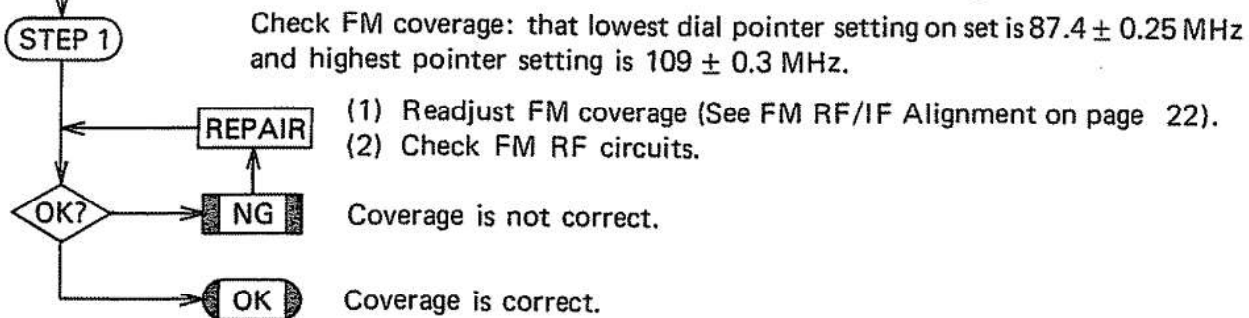 STEP 1
Check FM coverage: that lowest dial pointer setting on set is 87.4 ± 0.25 MHz
and highest pointer setting is 109 ± 0.3 MHz.
REPAIR
(1) Readjust FM coverage (See FM RF/IF Alignment on page 22).
(2) Check FM RF circuits.
OK?
NG
Coverage is not correct.
OK
Coverage is correct.